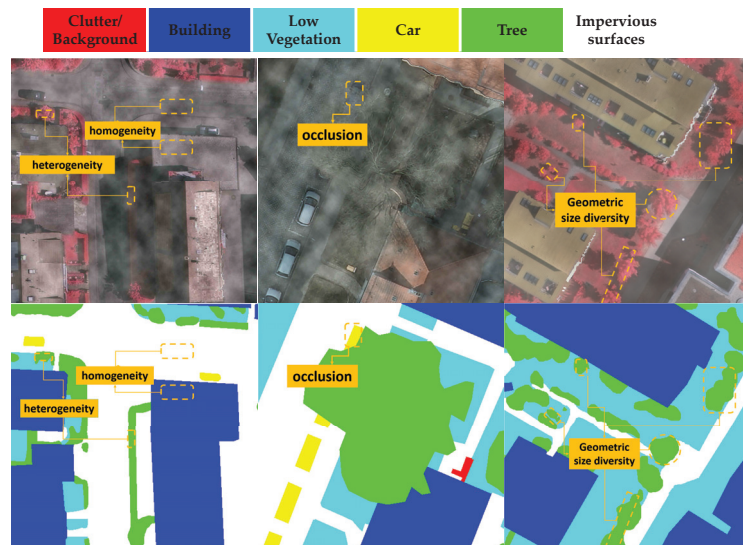 Clutter/
Background
Building
Low
Vegetation
Car
Tree
Impervious
surfaces
homogeneity
heterogeneity
occlusion
Geometric
size diversity
homogeneity
heterogeneity
occlusion
Geometric
size diversity